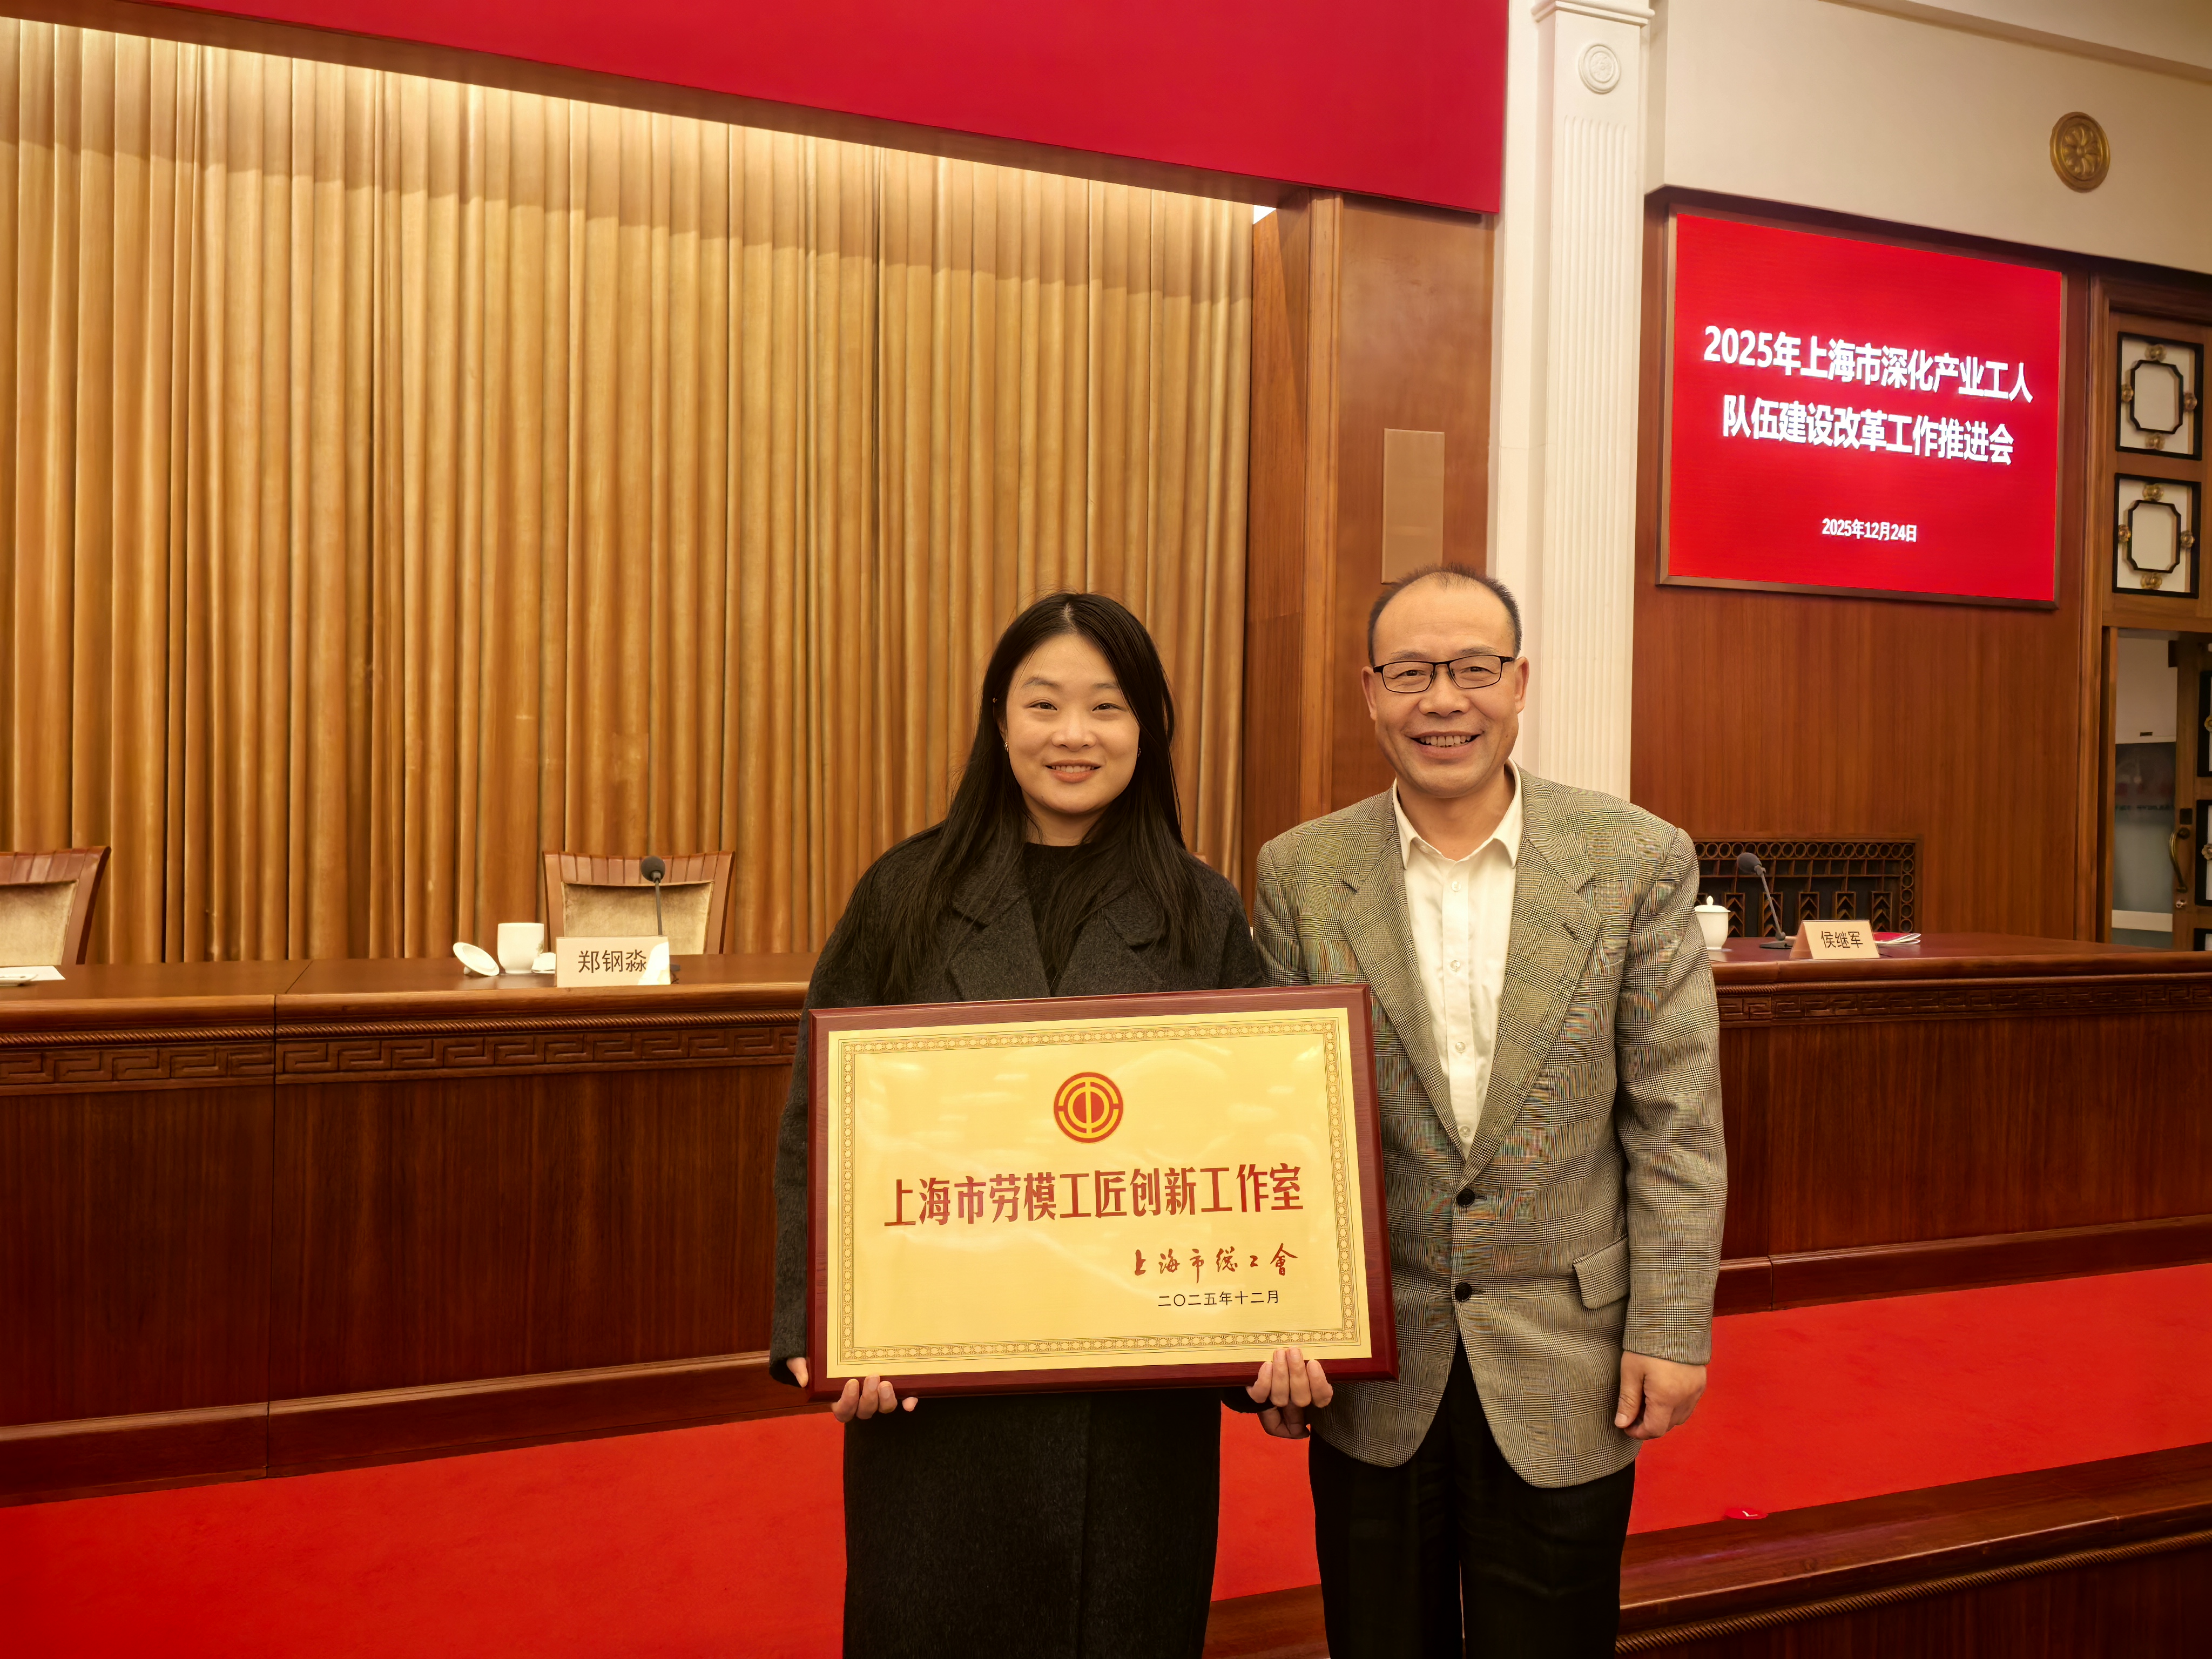 2025年上海市深化产业工人
队伍建设改革工作推进会
2025年12月24日
郑钢淼
侯继军
上海市劳模工匠创新工作室
上海市总工會
二〇二五年十二月